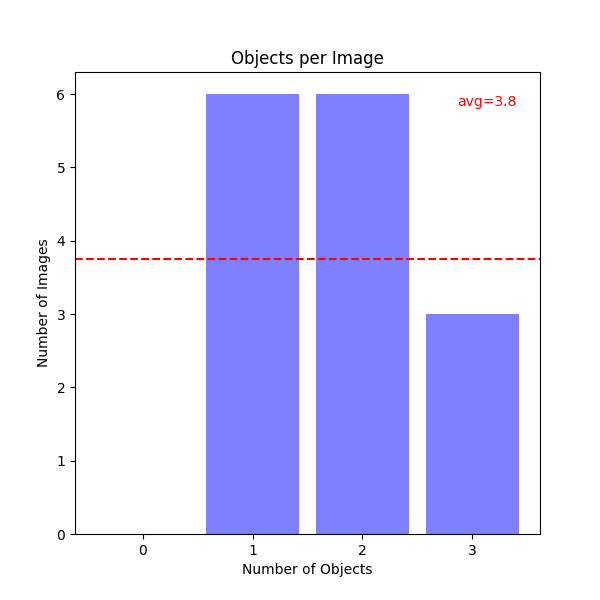 Objects per Image
avg=3.8
6
5
4
3
2
1
0
Number of Images
0 1 2 3
Number of Objects